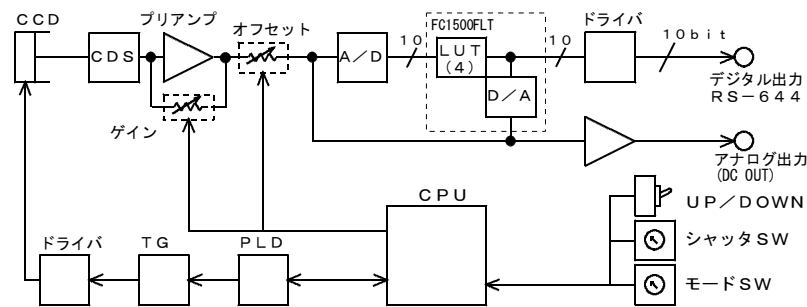 CCD
プリアンプ
オフセット
FC1500FLT
ドライバ
CDS
A/D
10
LUT
(4)
10
10bit
D/A
デジタル出力
RS-644
ゲイン
アナログ出力
(DC OUT)
CPU
UP/DOWN
ドライバ
TG
PLD
シャッタSW
モードSW